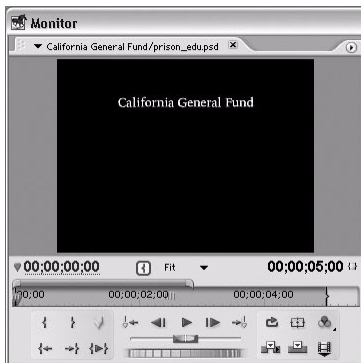 Monitor
California General Fund/prison_edu.psd
California General Fund
00;00;00;00 Fit 00;00;05;00
00;00 00;00;02;00 00;00;04;00